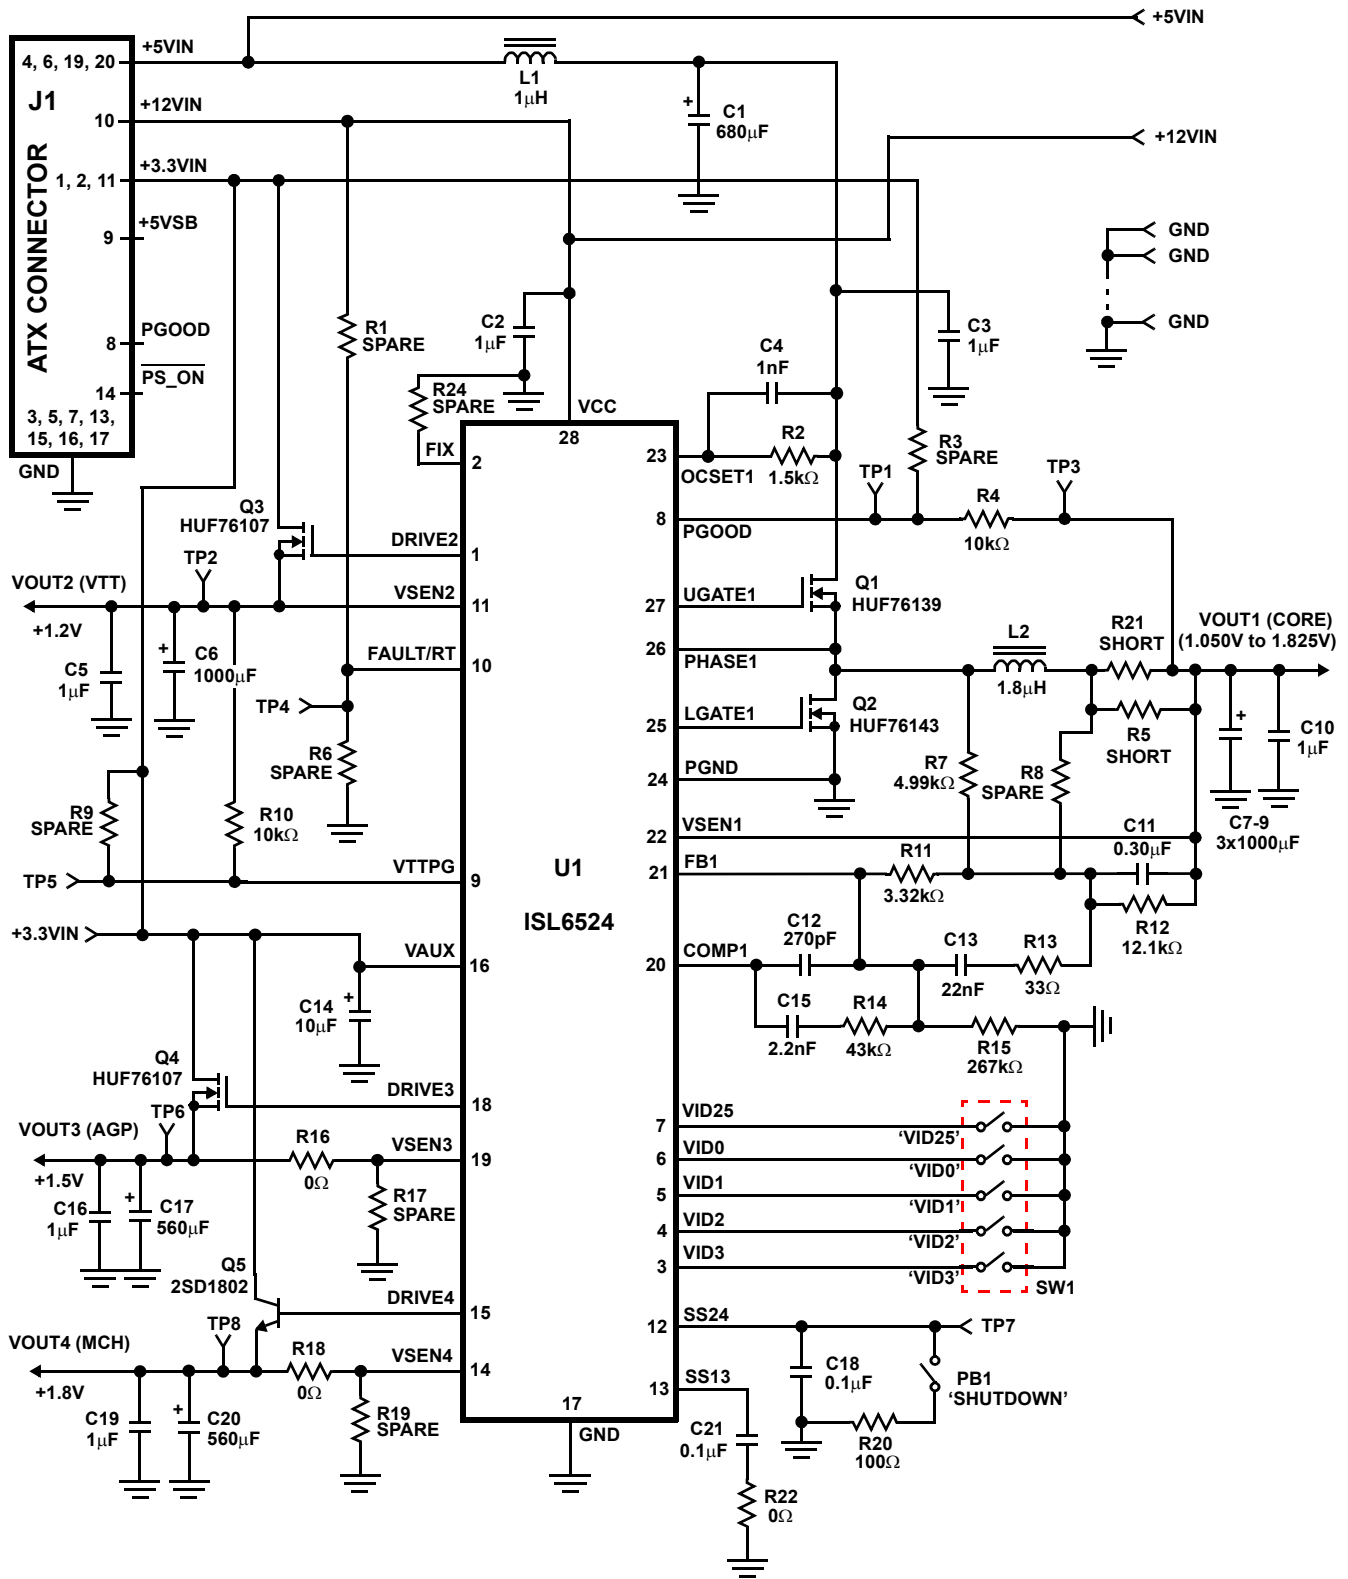 +5VIN
+5VIN
4, 6, 19, 20
J1
ATX CONNECTOR
L1
1μH
+
C1
680μF
+12VIN
10
+12VIN
+3.3VIN
1, 2, 11
+5VSB
9
GND
GND
GND
PGOOD
8
PS_ON
14
3, 5, 7, 13,
15, 16, 17
GND
R1
SPARE
C2
1μF
C3
1μF
C4
1nF
R24
SPARE
VCC
28
FIX
2
R2
1.5kΩ
23
OCSET1
R3
SPARE
TP1
TP3
R4
10kΩ
8
PGOOD
Q3
HUF76107
DRIVE2
1
TP2
VOUT2 (VTT)
+1.2V
VSEN2
11
UGATE1
27
Q1
HUF76139
C5
1μF
+
C6
1000μF
FAULT/RT
10
26
PHASE1
L2
1.8μH
R21
SHORT
VOUT1 (CORE)
(1.050V to 1.825V)
TP4
LGATE1
25
Q2
HUF76143
R5
SHORT
+
C10
1μF
R6
SPARE
PGND
24
R7
4.99kΩ
R8
SPARE
R9
SPARE
R10
10kΩ
C7-9
3x1000μF
VSEN1
22
C11
0.30μF
TP5
VTTPG
9
U1
ISL6524
FB1
21
R11
3.32kΩ
R12
12.1kΩ
+3.3VIN
VAUX
16
COMP1
20
C12
270pF
C13
22nF
R13
33Ω
+
C14
10μF
C15
2.2nF
R14
43kΩ
R15
267kΩ
Q4
HUF76107
DRIVE3
18
TP6
VOUT3 (AGP)
+1.5V
R16
0Ω
VSEN3
19
VID25
7
'VID25'
VID0
6
'VID0'
VID1
5
'VID1'
VID2
4
'VID2'
VID3
3
'VID3'
SW1
C16
1μF
+
C17
560μF
R17
SPARE
Q5
2SD1802
DRIVE4
15
TP8
VOUT4 (MCH)
+1.8V
R18
0Ω
VSEN4
14
SS24
12
TP7
C18
0.1μF
PB1
'SHUTDOWN'
SS13
13
C19
1μF
+
C20
560μF
R19
SPARE
17
GND
C21
0.1μF
R20
100Ω
R22
0Ω